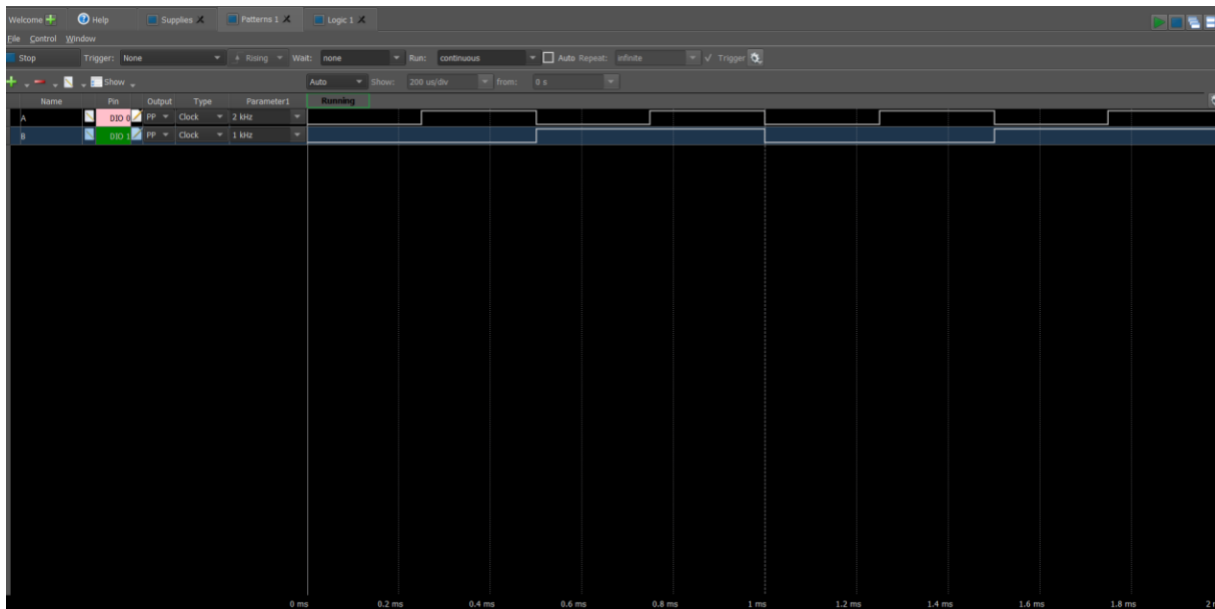 Welcome Help Supplies Patterns 1 Logic 1
File Control Window
Stop Trigger: None Rising Wait: none Run: continuous Auto Repeat: infinite Trigger
Show Auto Show: 200 us/div from: 0 s
Name Pin Output Type Parameter1 Running
A DIO 0 PP Clock 2 kHz
B DIO 1 PP Clock 1 kHz
0 ms 0.2 ms 0.4 ms 0.6 ms 0.8 ms 1 ms 1.2 ms 1.4 ms 1.6 ms 1.8 ms 2